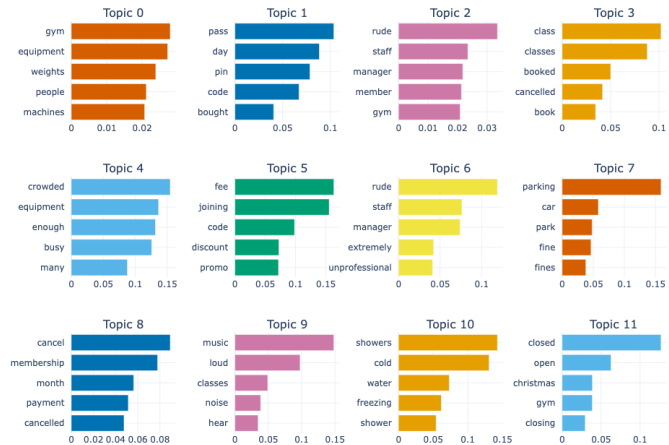 Topic 0
gym
equipment
weights
people
machines
0 0.01 0.02
Topic 1
pass
day
pin
code
bought
0 0.05 0.1
Topic 2
rude
staff
manager
member
gym
0 0.01 0.02 0.03
Topic 3
class
classes
booked
cancelled
book
0 0.05 0.1
Topic 4
crowded
equipment
enough
busy
many
0 0.05 0.1 0.15
Topic 5
fee
joining
code
discount
promo
0 0.05 0.1 0.15
Topic 6
rude
staff
manager
extremely
unprofessional
0 0.05 0.1
Topic 7
parking
car
park
fine
fines
0 0.05 0.1 0.15
Topic 8
cancel
membership
month
payment
cancelled
0 0.02 0.04 0.06 0.08
Topic 9
music
loud
classes
noise
hear
0 0.05 0.1 0.15
Topic 10
showers
cold
water
freezing
shower
0 0.05 0.1 0.15
Topic 11
closed
open
christmas
gym
closing
0 0.05 0.1